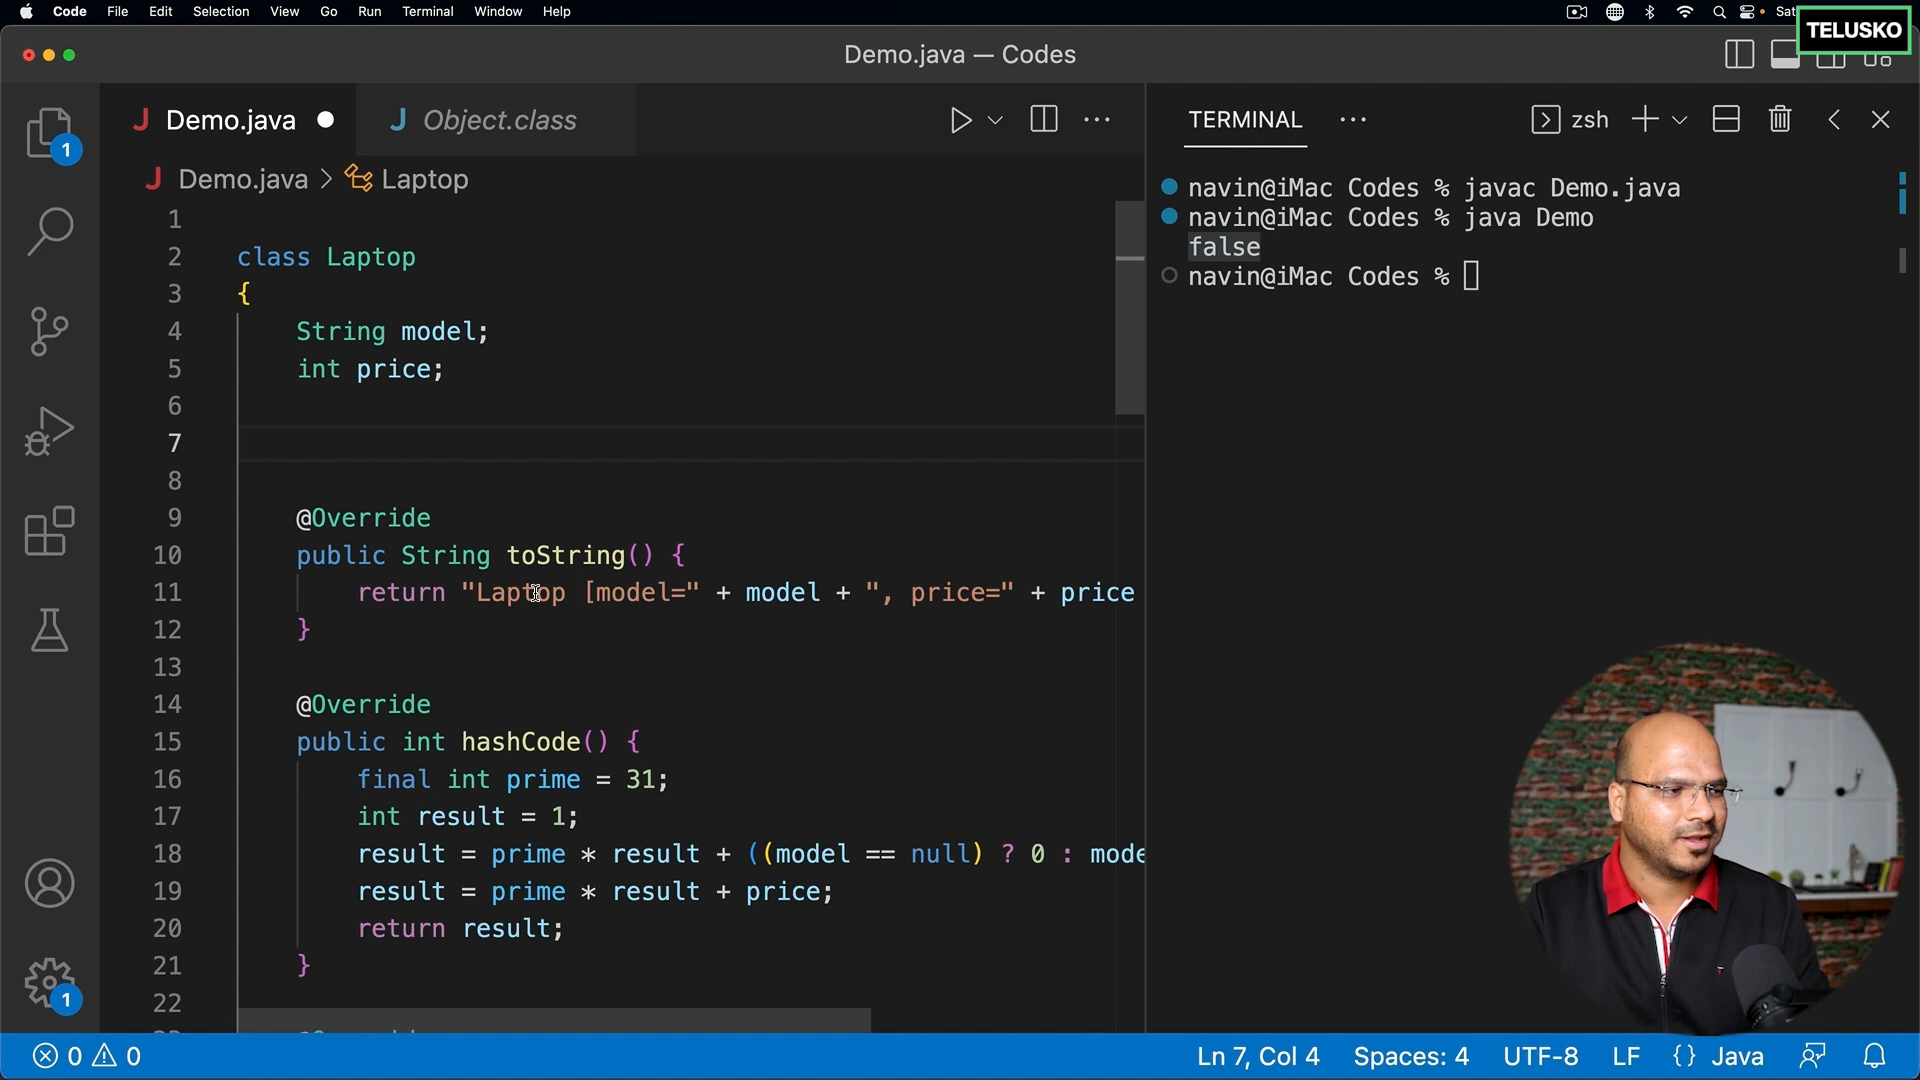 Code File Edit Selection View Go Run Terminal Window Help
TELUSKO
Demo.java — Codes
Demo.java
Object.class
TERMINAL
zsh
1
Demo.java > Laptop
navin@iMac Codes % javac Demo.java
navin@iMac Codes % java Demo
false
navin@iMac Codes %
1
2 class Laptop
3 {
4 String model;
5 int price;
6
7
8
9 @Override
10 public String toString() {
11 return "Laptop [model=" + model + ", price=" + price
12 }
13
14 @Override
15 public int hashCode() {
16 final int prime = 31;
17 int result = 1;
18 result = prime * result + ((model == null) ? 0 : mode
19 result = prime * result + price;
20 return result;
21 }
22
1
0 0
Ln 7, Col 4 Spaces: 4 UTF-8 LF {} Java